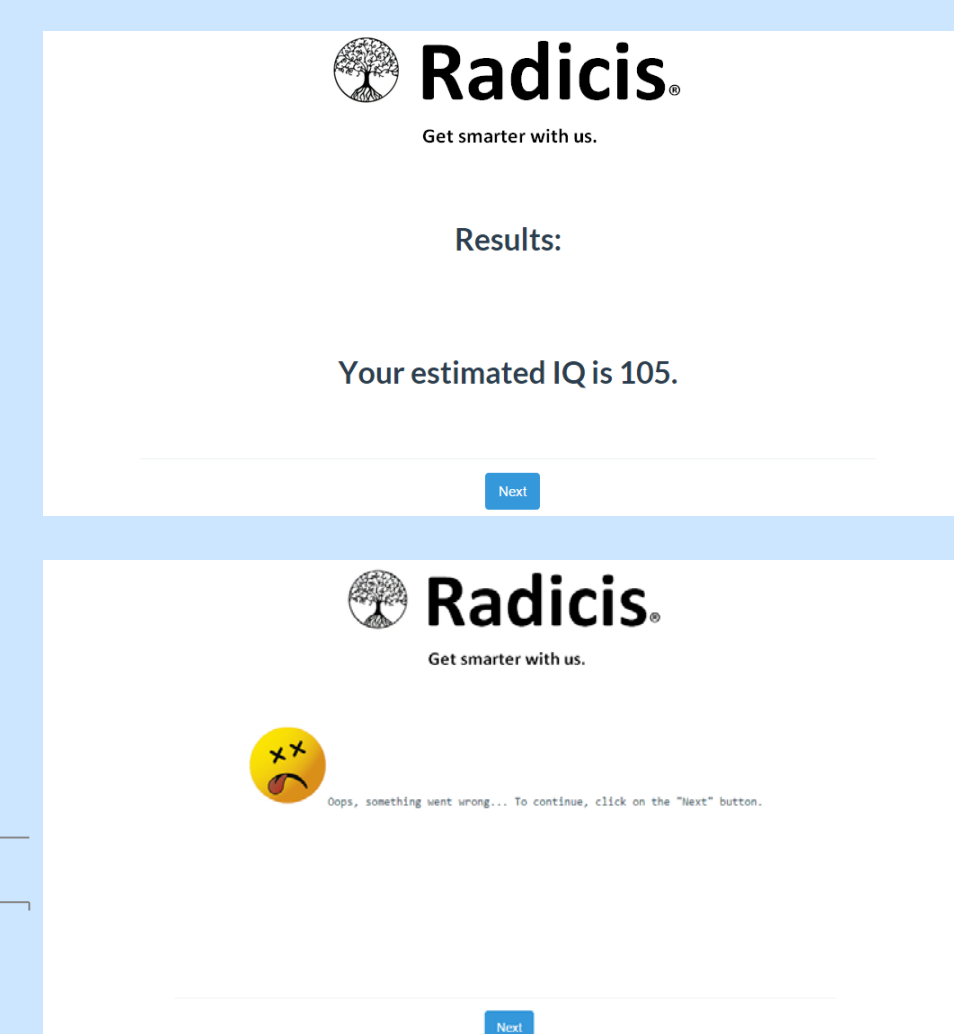 Radicis®
Get smarter with us.
Results:
Your estimated IQ is 105.
Next
Radicis®
Get smarter with us.
Oops, something went wrong... To continue, click on the "Next" button.
Next